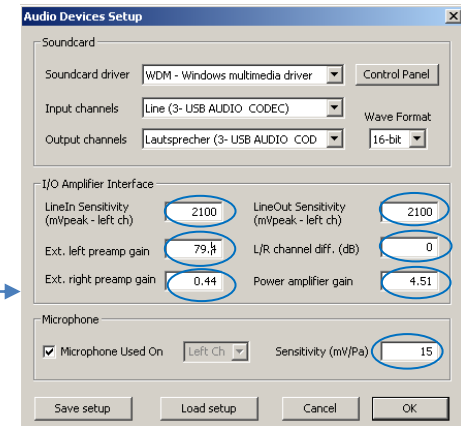 Audio Devices Setup
Soundcard
Soundcard driver WDM - Windows multimedia driver Control Panel
Input channels Line (3- USB AUDIO CODEC)
Wave Format
Output channels Lautsprecher (3- USB AUDIO COD 16-bit
I/O Amplifier Interface
LineIn Sensitivity
(mVpeak - left ch) 2100
LineOut Sensitivity
(mVpeak - left ch) 2100
Ext. left preamp gain L/R channel diff. (dB) 0
Ext. right preamp gain 0.44 Power amplifier gain 4.51
Microphone
Microphone Used On Left Ch Sensitivity (mV/Pa) 15
Save setup Load setup Cancel OK